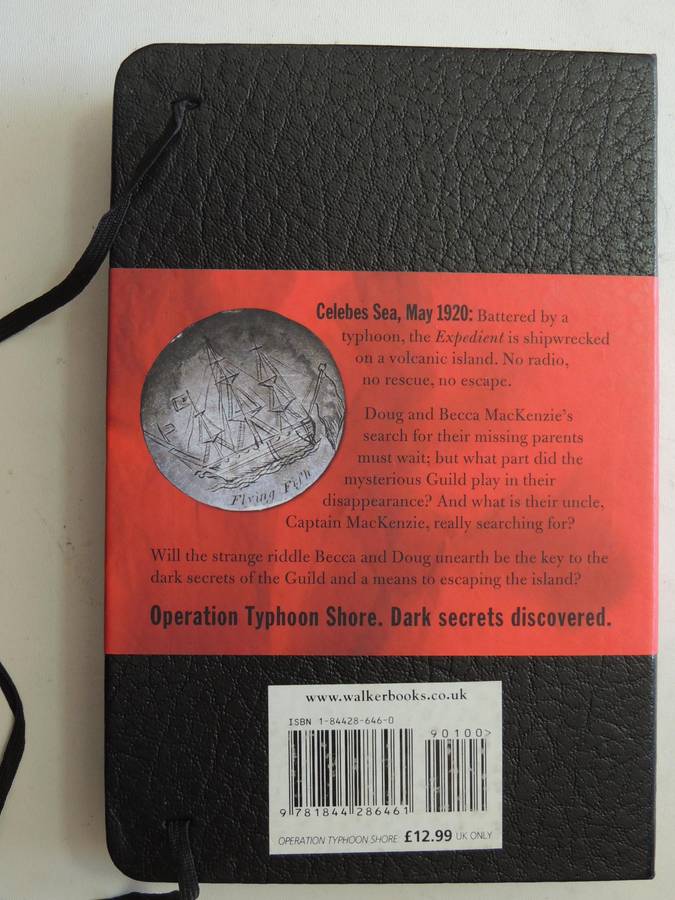 Celebes Sea, May 1920: Battered by a
typhoon, the Expedient is shipwrecked
on a volcanic island. No radio,
no rescue, no escape.
Doug and Becca MacKenzie's
search for their missing parents
must wait; but what part did the
mysterious Guild play in their
disappearance? And what is their uncle,
Captain MacKenzie, really searching for?
Flying Fish
Will the strange riddle Becca and Doug unearth be the key to the
dark secrets of the Guild and a means to escaping the island?
Operation Typhoon Shore. Dark secrets discovered.
www.walkerbooks.co.uk
ISBN 1-84428-646-0
90100>
9 781844 286461
OPERATION TYPHOON SHORE £12.99 UK ONLY